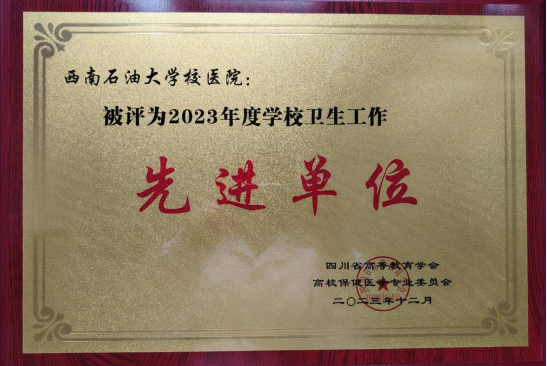 西南石油大学校医院：
被评为2023年度学校卫生工作
先进单位
四川省高等教育学会
高校保健医学专业委员会
二〇二三年十二月